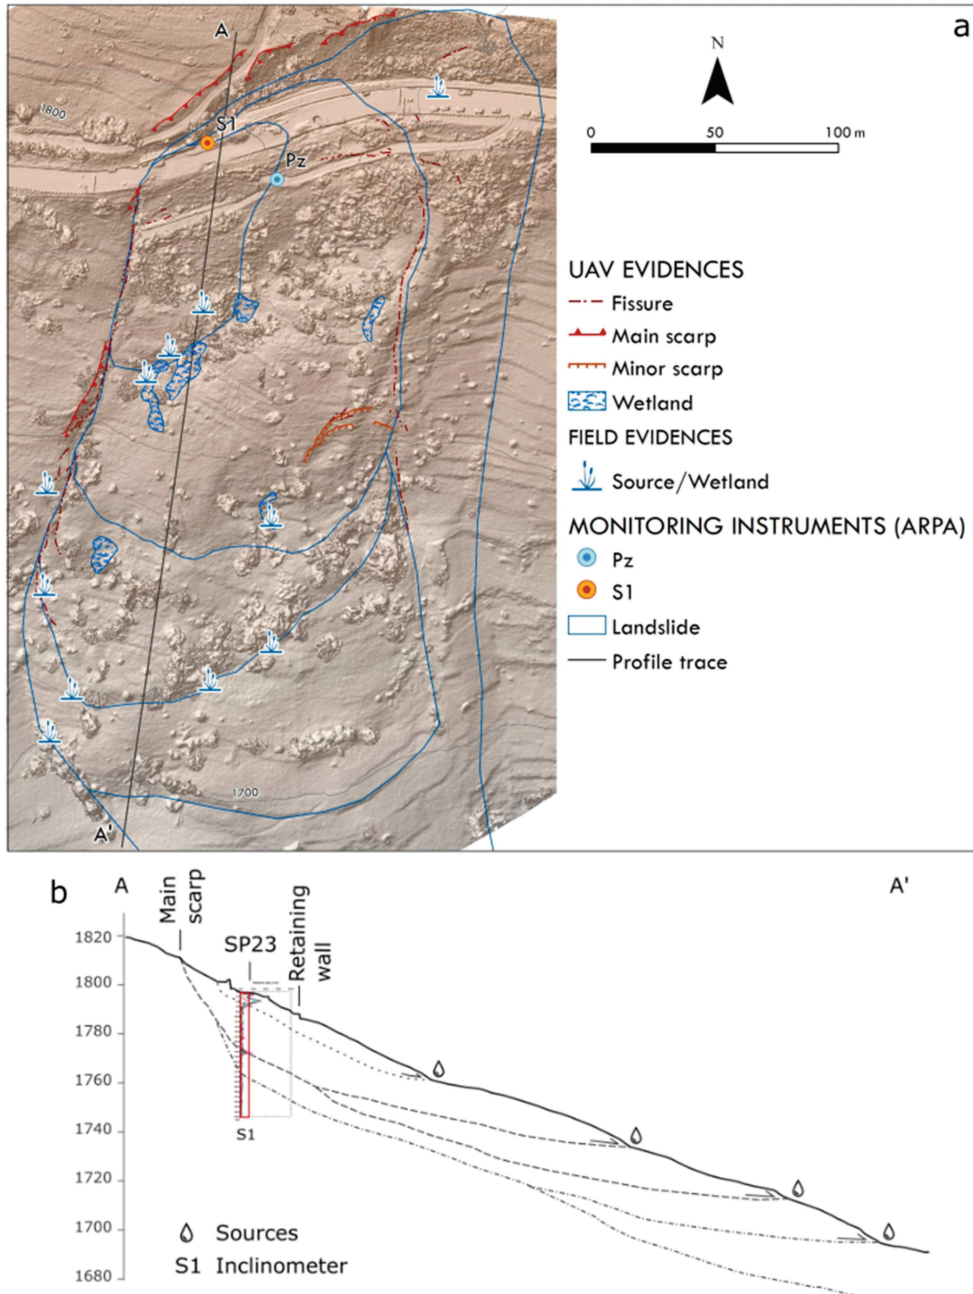 a
A
1800
S1
Pz
1700
A'
N
0 50 100 m
UAV EVIDENCES
Fissure
Main scarp
Minor scarp
Wetland
FIELD EVIDENCES
Source/Wetland
MONITORING INSTRUMENTS (ARPA)
Pz
S1
Landslide
Profile trace
b
A
A'
Main
scarp
SP23
Retaining
wall
1820
1800
1780
1760
1740
1720
1700
1680
S1
Sources
S1 Inclinometer